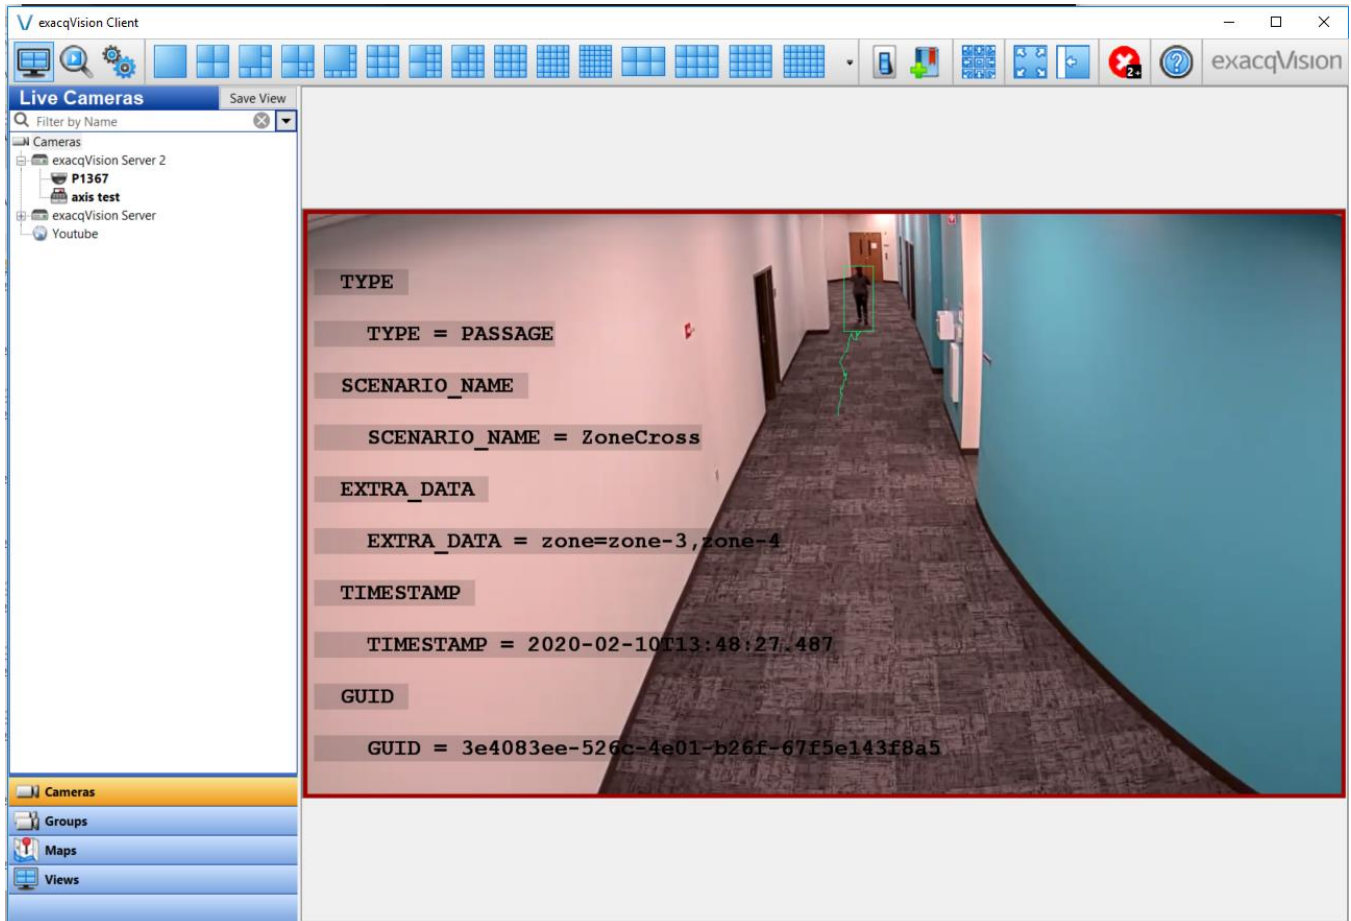 exacqVision Client
2+
exacqVision
Live Cameras
Save View
Filter by Name
Cameras
exacqVision Server 2
P1367
axis test
exacqVision Server
Youtube
TYPE
TYPE = PASSAGE
SCENARIO_NAME
SCENARIO_NAME = ZoneCross
EXTRA_DATA
EXTRA_DATA = zone=zone-3,zone-4
TIMESTAMP
TIMESTAMP = 2020-02-10T13:48:27.487
GUID
GUID = 3e4083ee-526c-4e01-b26f-67f5e143f8a5
Cameras
Groups
Maps
Views